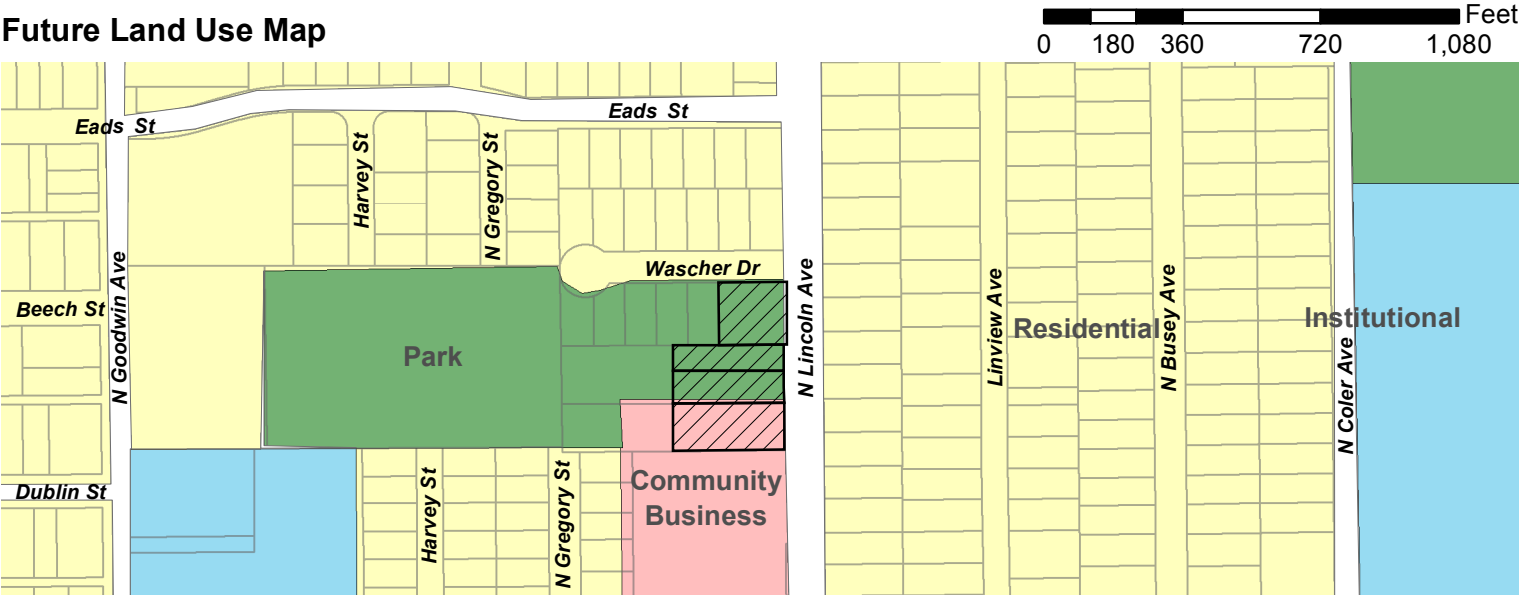 Future Land Use Map
Feet
0 180 360 720 1,080
Eads St
Eads St
Harvey St
N Gregory St
N Goodwin Ave
Wascher Dr
Beech St
N Lincoln Ave
Linview Ave
N Busey Ave
Residential
Institutional
Park
N Coler Ave
Dublin St
Harvey St
N Gregory St
Community
Business